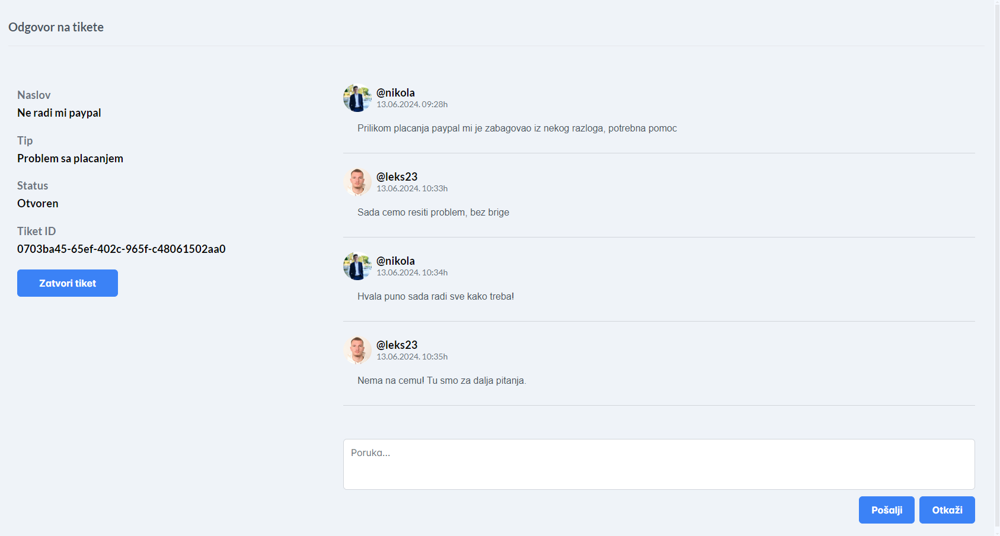 Odgovor na tikete
Naslov
Ne radi mi paypal
Tip
Problem sa placanjem
Status
Otvoren
Tiket ID
0703ba45-65ef-402c-965f-c48061502aa0
Zatvori tiket
@nikola
13.06.2024. 09:28h
Prilikom placanja paypal mi je zabagovao iz nekog razloga, potrebna pomoc
@leks23
13.06.2024. 10:33h
Sada cemo resiti problem, bez brige
@nikola
13.06.2024. 10:34h
Hvala puno sada radi sve kako treba!
@leks23
13.06.2024. 10:35h
Nema na cemu! Tu smo za dalja pitanja.
Poruka...
Pošalji
Otkaži